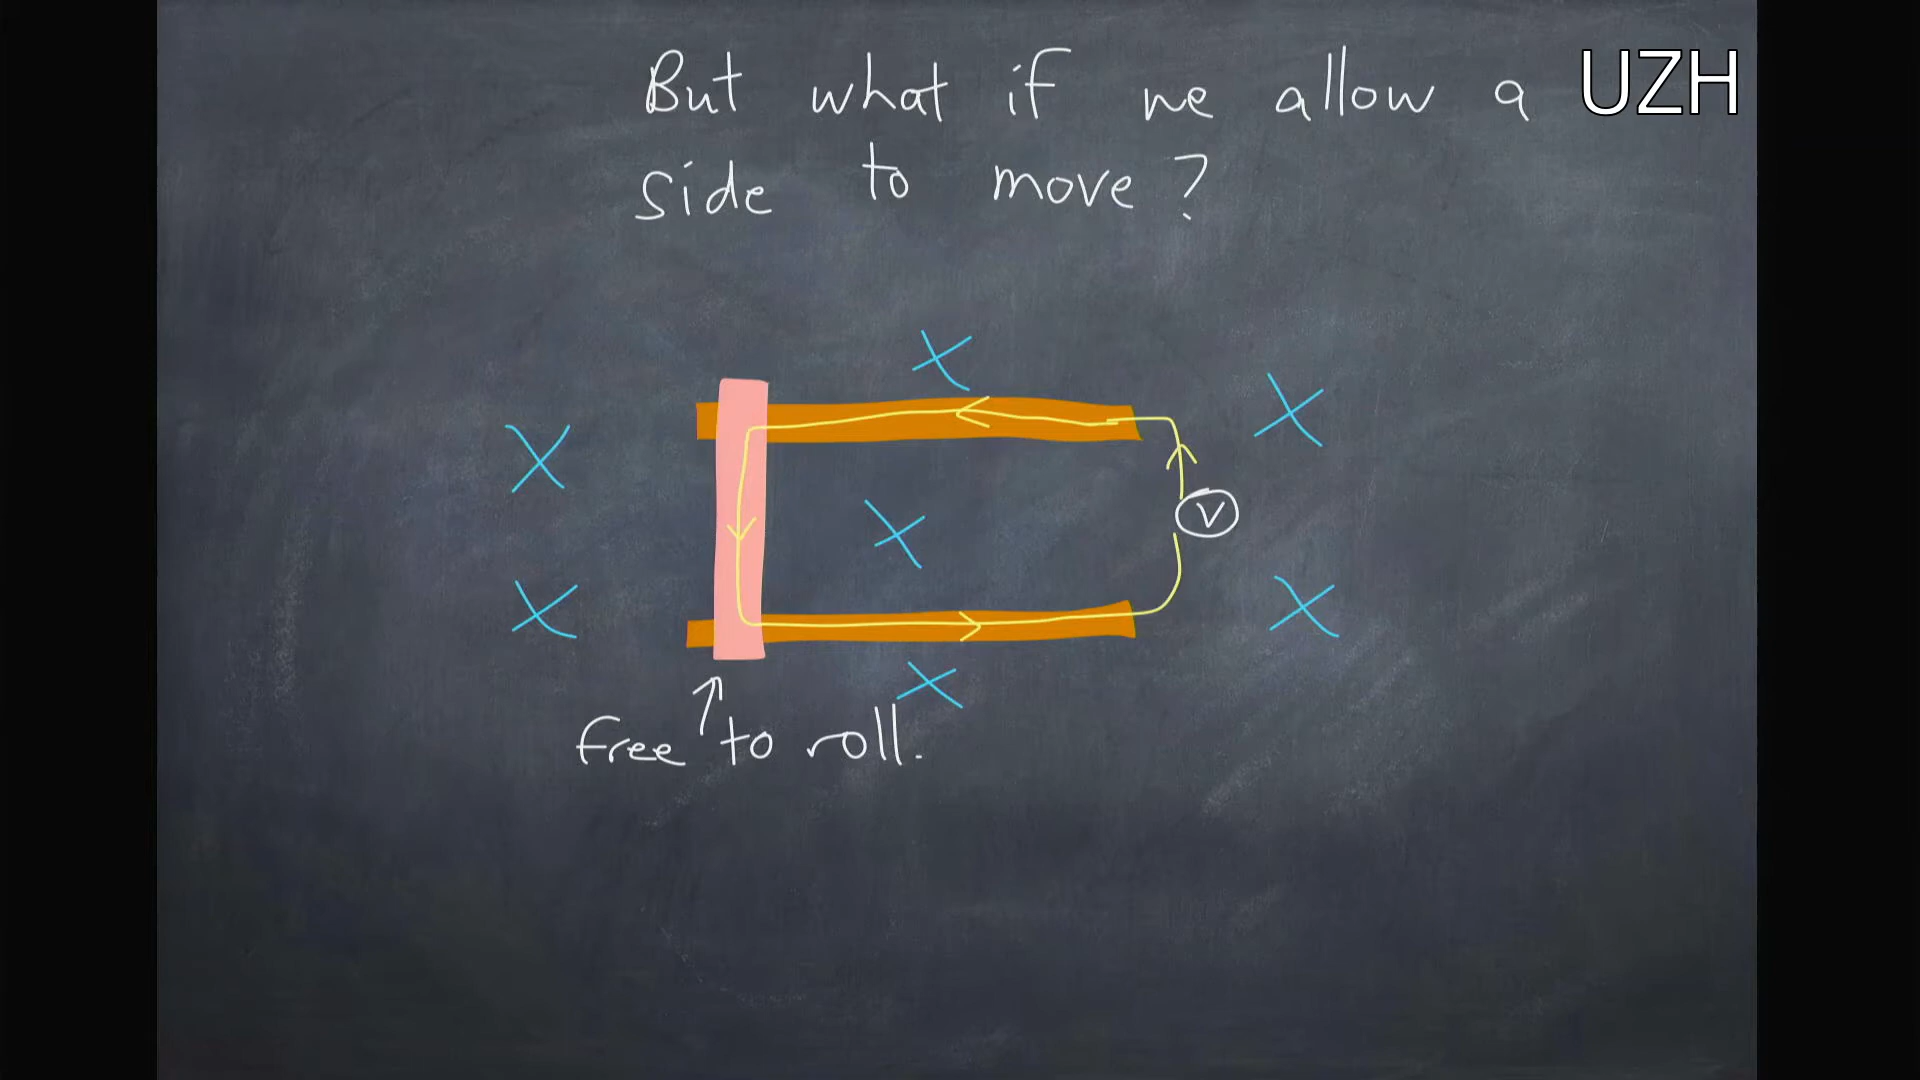 But what if we allow a
side to move?
UZH
V
free to roll.